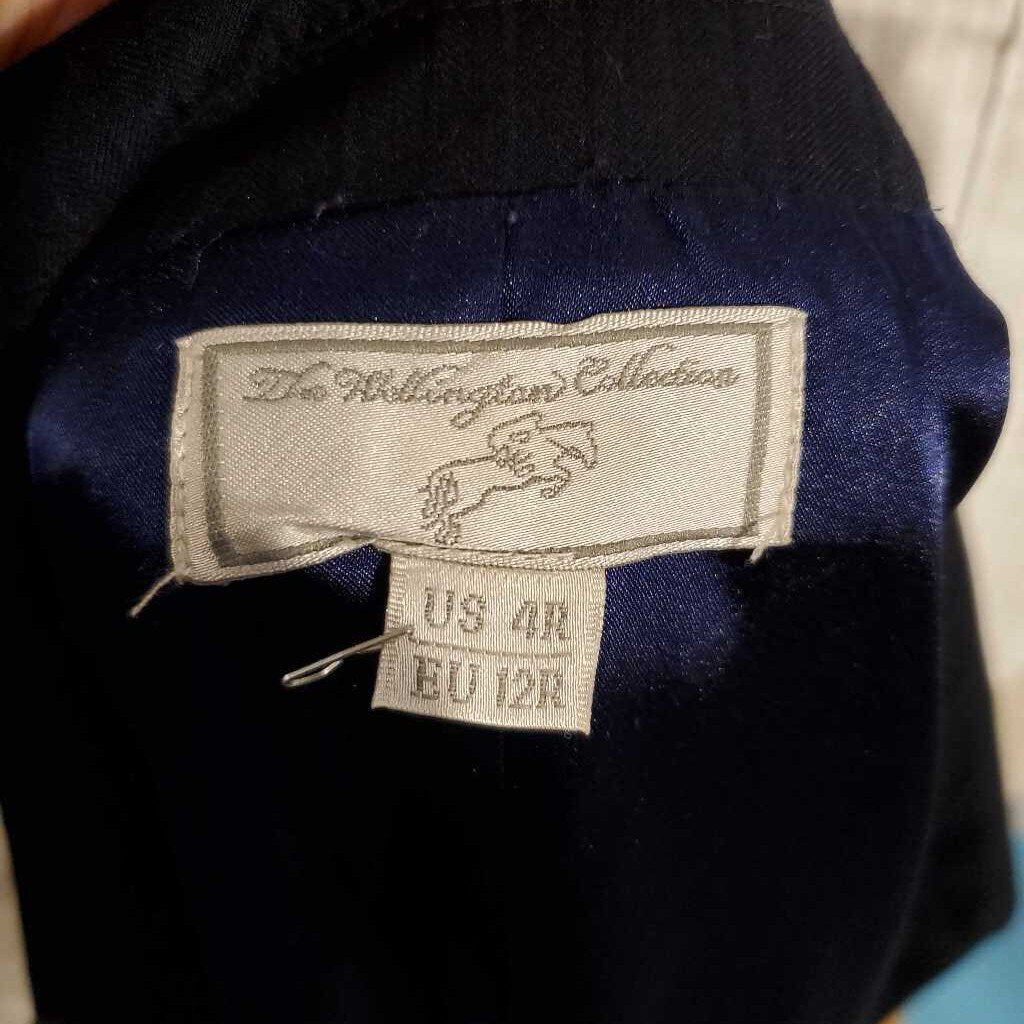 The Wellington Collection
US 4R
EU 12R